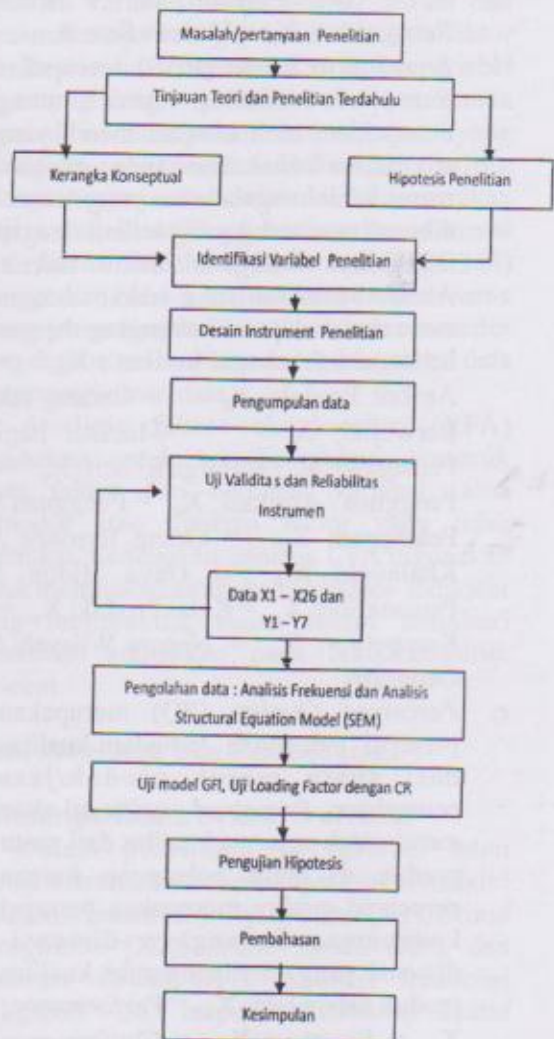 Masalah/pertanyaan Penelitian
Tinjauan Teori dan Penelitian Terdahulu
Kerangka Konseptual
Hipotesis Penelitian
Identifikasi Variabel Penelitian
Desain Instrument Penelitian
Pengumpulan data
Uji Validita s dan Reliabilitas
Instrumen
Data X1 – X26 dan
Y1 – Y7
Pengolahan data : Analisis Frekuensi dan Analisis
Structural Equation Model (SEM)
Uji model GFI, Uji Loading Factor dengan CR
Pengujian Hipotesis
Pembahasan
Kesimpulan